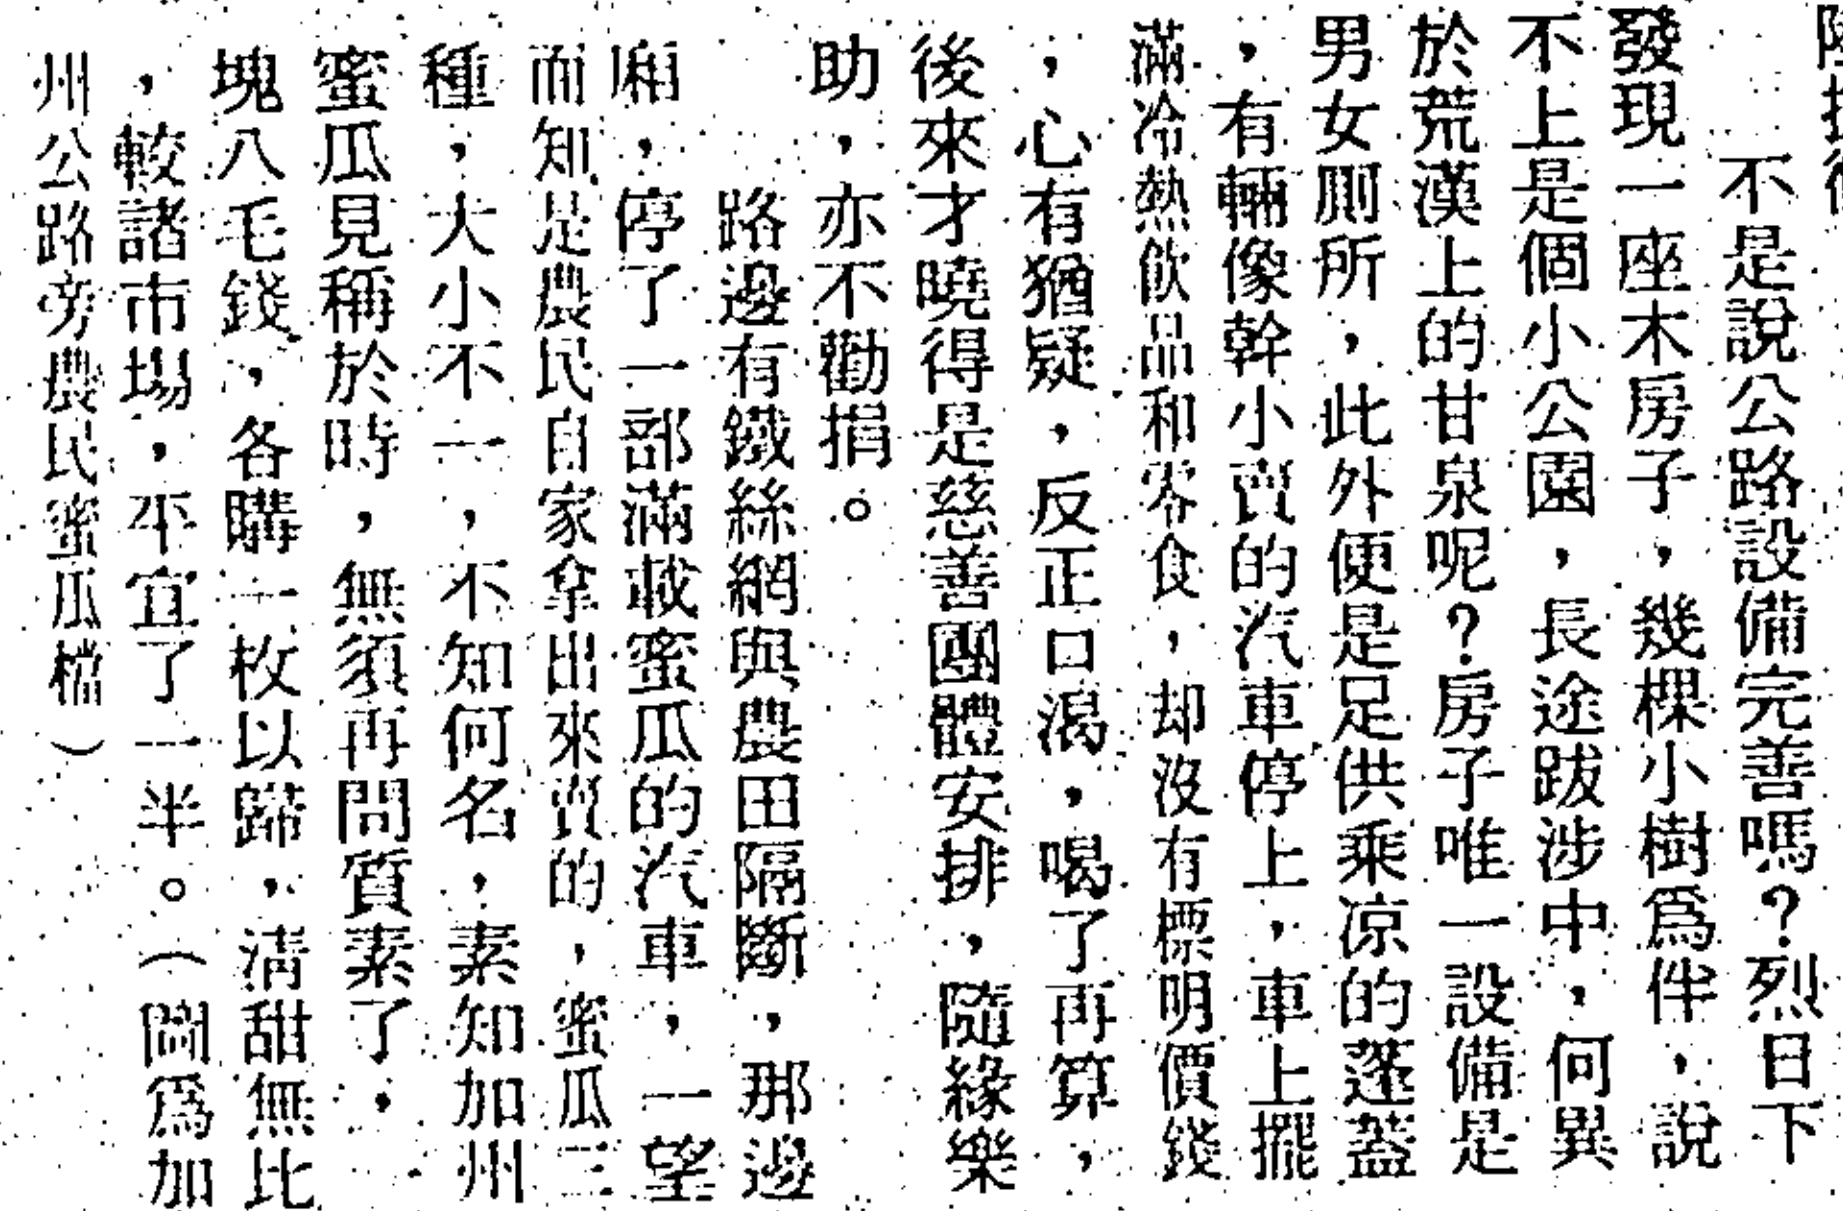 不是說公路設備完善嗎？烈日下
發現一座木房子，幾棵小樹爲伴，說
不上是個小公園，長途跋涉中，何異
於荒漢上的甘泉呢？房子唯一設備是
男女厠所，此外便是足供乘凉的蓬蓋
，有輛像幹小賣的汽車停上，車上擺
滿冷熱飲品和零食，却沒有標明價錢
，心有猶疑，反正口渴，喝了再算，
後來才曉得是慈善團體安排，隨緣樂
助，亦不勸捐。
路邊有鐵絲網與農田隔斷，那邊
廂，停了一部滿載蜜瓜的汽車，一望
而知是農民自家拿出來賣的，蜜瓜三
種，大小不一，不知何名，素知加州
蜜瓜見稱於時，無須再問質素了，
塊八毛錢，各購一枚以歸，清甜無比
，較諸市場，平宜了一半。（圖爲加
州公路旁農民蜜瓜檔）